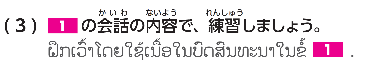 (3) 1 の会話の内容で、練習しましょう。
ຝຶກເວົ້າໂດຍໃຊ້ເນື້ອໃນບົດສົນທະນາໃນຂໍ້ 1 .